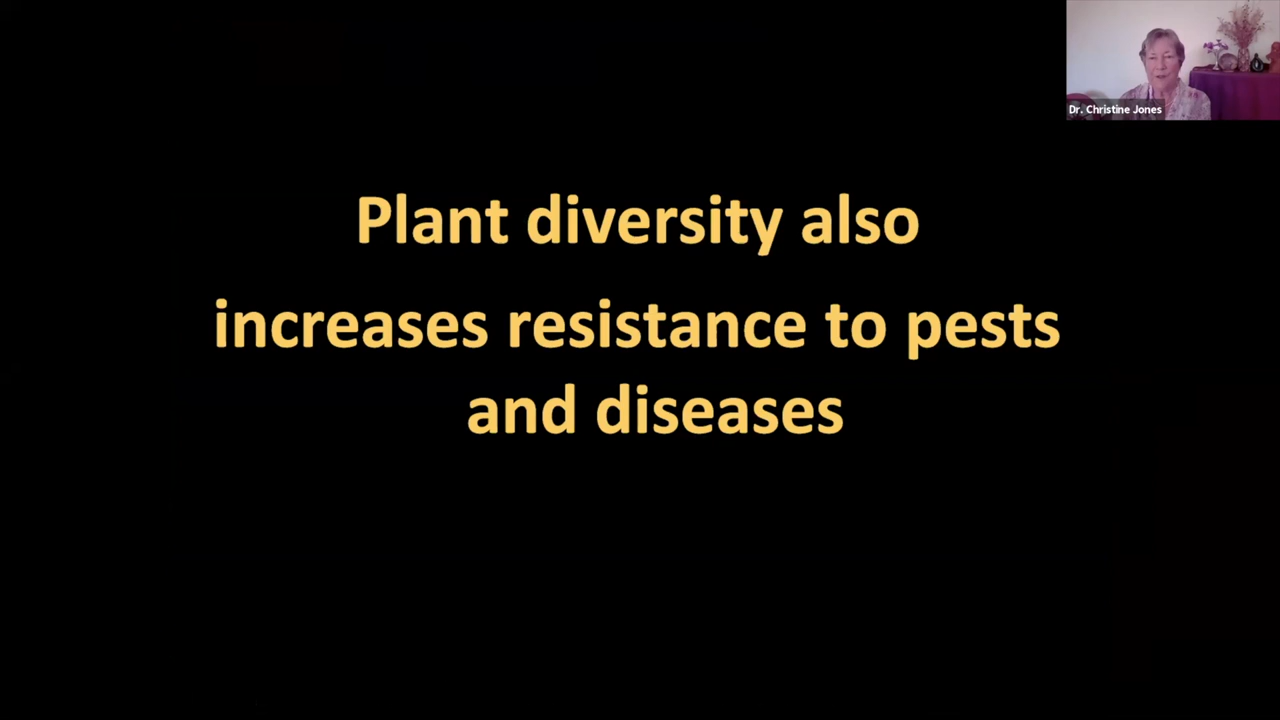 Dr. Christine Jones
Plant diversity also
increases resistance to pests
and diseases